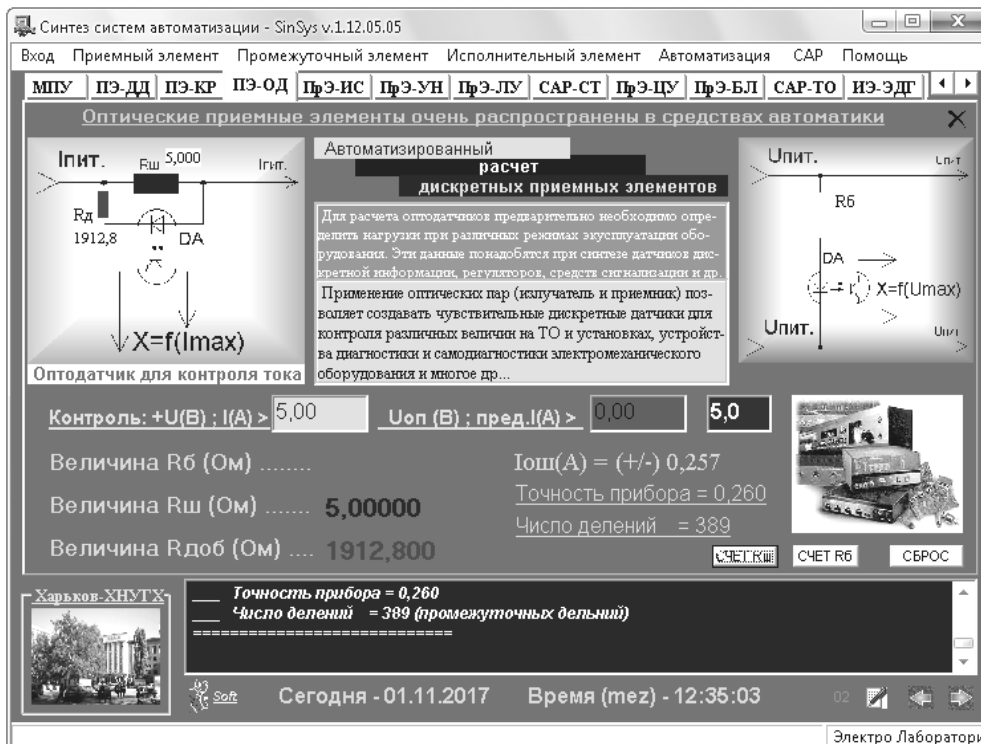 Синтез систем автоматизации - SinSys v.1.12.05.05
Вход Приемный элемент Промежуточный элемент Исполнительный элемент Автоматизация САР Помощь
МПУ ПЭ-ДД ПЭ-КР ПЭ-ОД ПрЭ-ИС ПрЭ-УН ПрЭ-ЛУ САР-СТ ПрЭ-ЦУ ПрЭ-БЛ САР-ТО ИЭ-ЭДГ
Оптические приемные элементы очень распространены в средствах автоматики
Iпит. Rш 5,000 Iпит.
Rд
1912,8 DA
X=f(Imax)
Оптодатчик для контроля тока
Автоматизированный
расчет
дискретных приемных элементов
Для расчета оптодатчиков предварительно необходимо опре-
делить нагрузки при различных режимах эксуплуатации обо-
рудования. Эти данные понадобятся при синтезе датчиков дис-
кретной информации, регуляторов, средств сигнализации и др.
Применение оптических пар (излучатель и приемник) поз-
воляет создавать чувствительные дискретные датчики для
контроля различных величин на ТО и установках, устройст-
ва диагностики и самодиагностики электромеханического
оборудования и многое др...
Uпит. Uпит
Rб
DA
X=f(Umax)
Uпит. Uпит
Контроль: +U(В) ; I(А) > 5,00 Uоп (В) ; пред.I(А) > 0,00 5,0
Величина Rб (Ом) ........ Iош(А) = (+/-) 0,257
Величина Rш (Ом) ....... 5,00000 Точность прибора = 0,260
Число делений = 389
Величина Rдоб (Ом) .... 1912,800
СЧЕТ Rш СЧЕТ Rб СБРОС
Харьков-ХНУГХ
___ Точность прибора = 0,260
___ Число делений = 389 (промежуточных дельний)
============================
Soft Сегодня - 01.11.2017 Время (mez) - 12:35:03 02
Электро Лаборатори